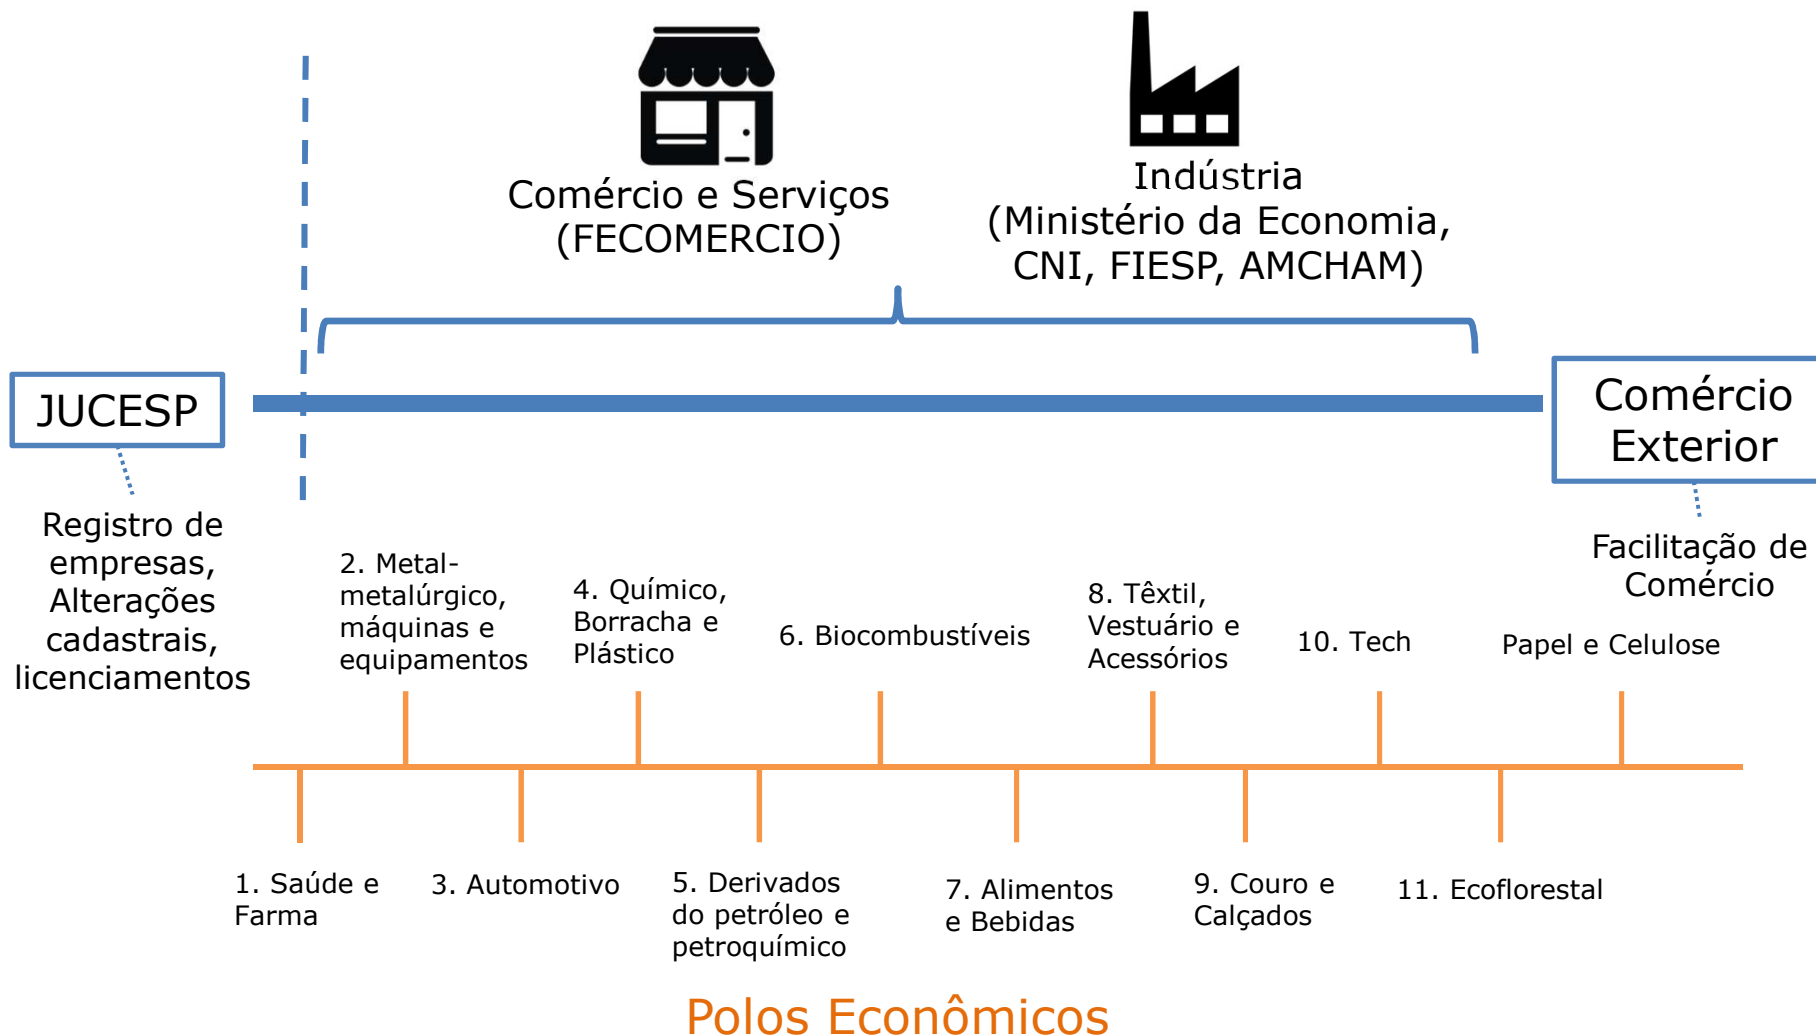 Comércio e Serviços
(FECOMERCIO)
Indústria
(Ministério da Economia,
CNI, FIESP, AMCHAM)
JUCESP
Comércio
Exterior
Registro de
empresas,
Alterações
cadastrais,
licenciamentos
Facilitação de
Comércio
2. Metal-
metalúrgico,
máquinas e
equipamentos
4. Químico,
Borracha e
Plástico
6. Biocombustíveis
8. Têxtil,
Vestuário e
Acessórios
10. Tech
Papel e Celulose
1. Saúde e
Farma
3. Automotivo
5. Derivados
do petróleo e
petroquímico
7. Alimentos
e Bebidas
9. Couro e
Calçados
11. Ecoflorestal
Polos Econômicos